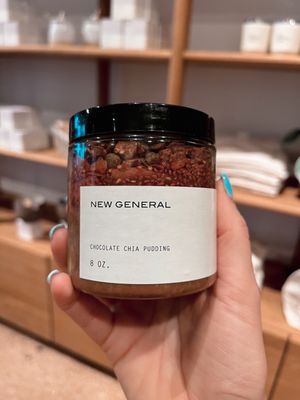 NEW GENERAL
CHOCOLATE CHIA PUDDING
8 OZ.